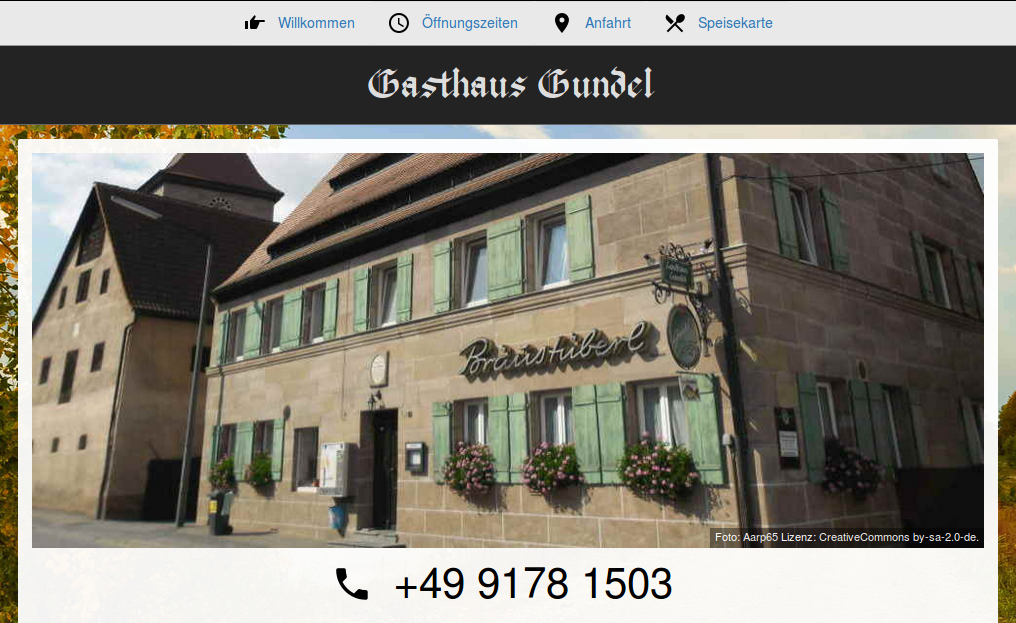 Willkommen Öffnungszeiten Anfahrt Speisekarte
Gasthaus Gundel
Bräustüberl
Foto: Aarp65 Lizenz: CreativeCommons by-sa-2.0-de.
+49 9178 1503